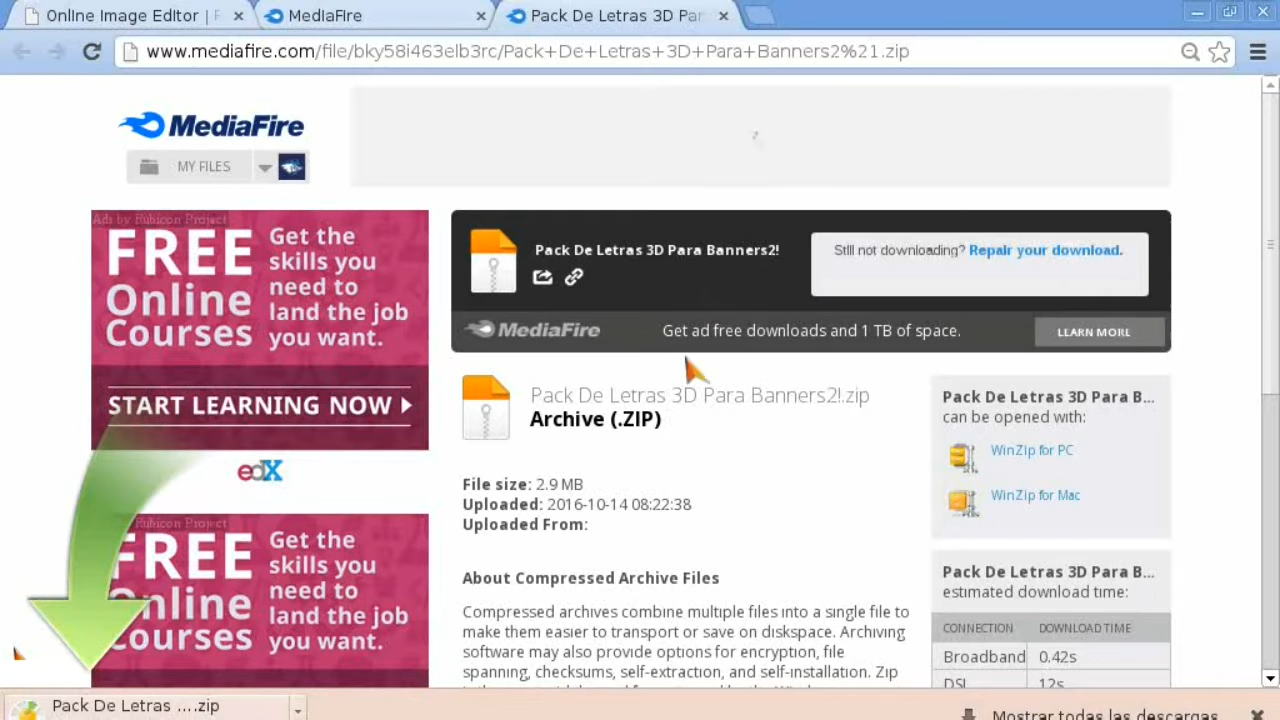 Online Image Editor | F
MediaFire
Pack De Letras 3D Par
www.mediafire.com/file/bky58i463elb3rc/Pack+De+Letras+3D+Para+Banners2%21.zip
MediaFire
MY FILES
Ads by Rubicon Project
FREE
Online
Courses
Get the
skills you
need to
land the job
you want.
START LEARNING NOW
edX
Rubicon Project
FREE
Online
Courses
Get the
skills you
need to
land the job
you want.
Pack De Letras 3D Para Banners2!
Still not downloading? Repair your download.
MediaFire
Get ad free downloads and 1 TB of space.
LEARN MORE
Pack De Letras 3D Para Banners2!.zip
Archive (.ZIP)
File size: 2.9 MB
Uploaded: 2016-10-14 08:22:38
Uploaded From:
About Compressed Archive Files
Compressed archives combine multiple files into a single file to
make them easier to transport or save on diskspace. Archiving
software may also provide options for encryption, file
spanning, checksums, self-extraction, and self-installation. Zip
Pack De Letras 3D Para B...
can be opened with:
WinZip for PC
WinZip for Mac
Pack De Letras 3D Para B...
estimated download time:
CONNECTION DOWNLOAD TIME
Broadband 0.42s
DSL 12s
Pack De Letras ....zip
Mostrar todas las descargas